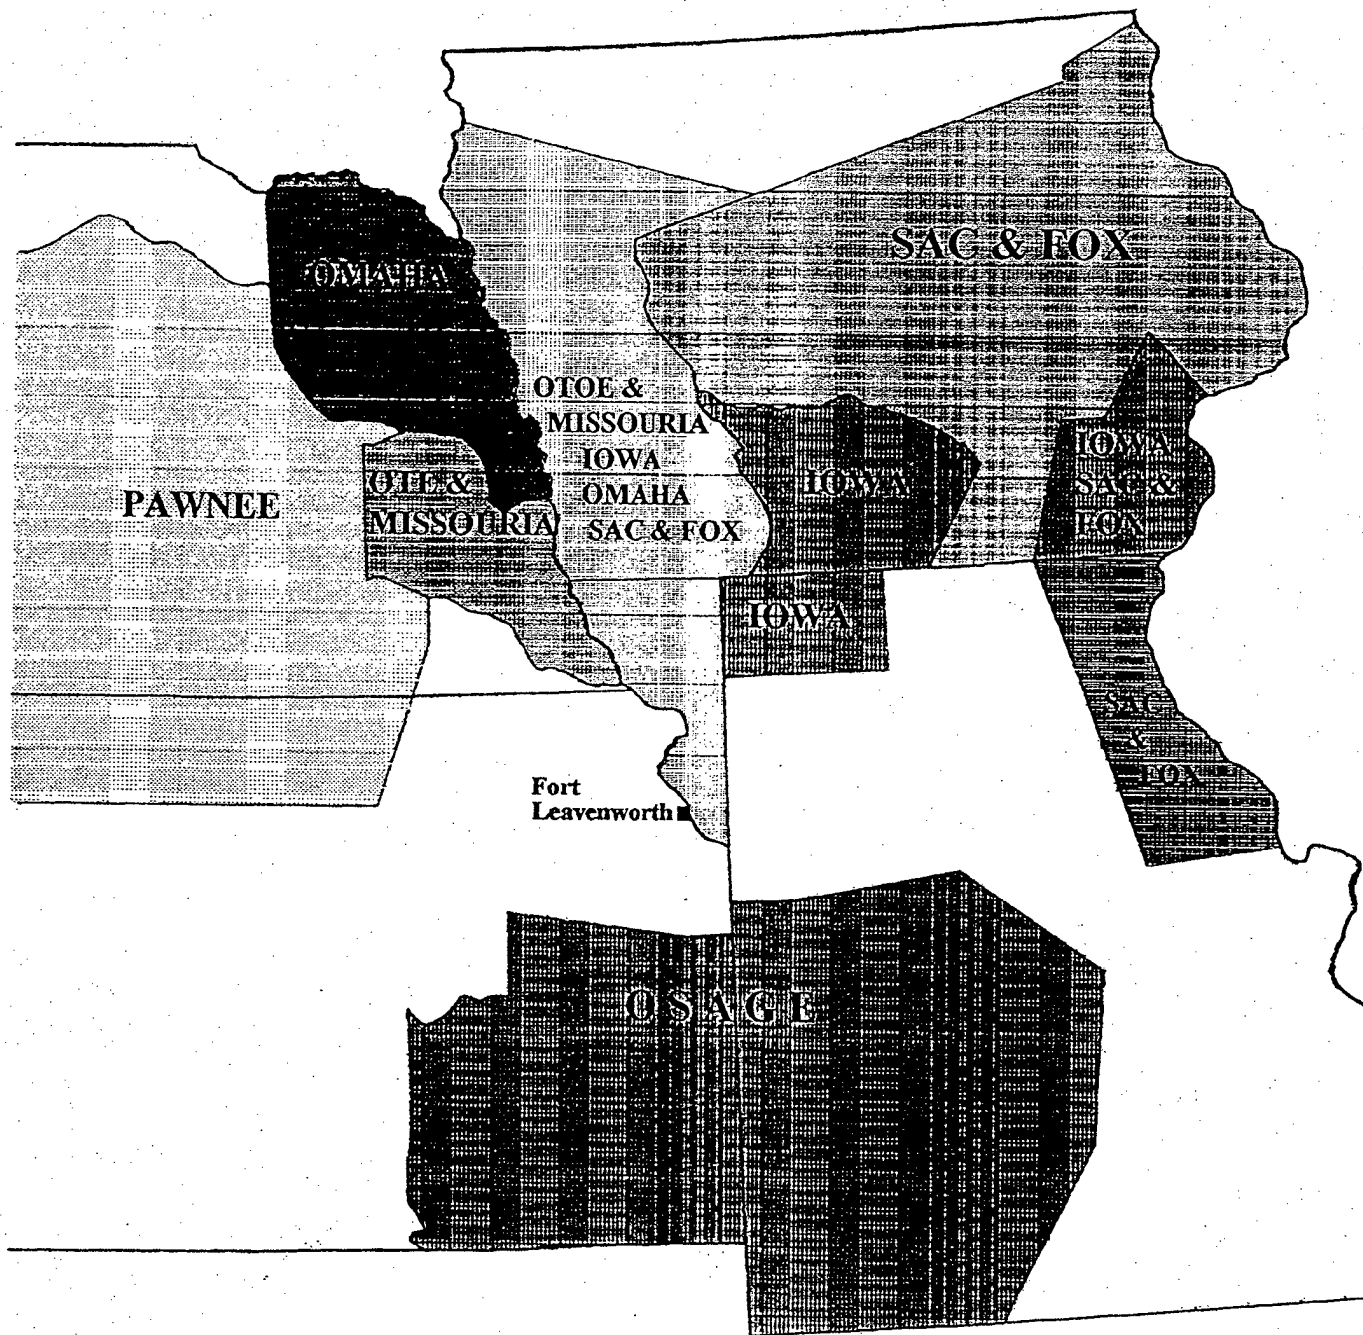 SAC & FOX
OMAHA
OTOE &
MISSOURIA
IOWA
OMAHA
SAC & FOX
PAWNEE
OTE &
MISSOURIA
IOWA
IOWA
SAC &
FOX
IOWA
SAC
&
FOX
Fort
Leavenworth
OSAGE